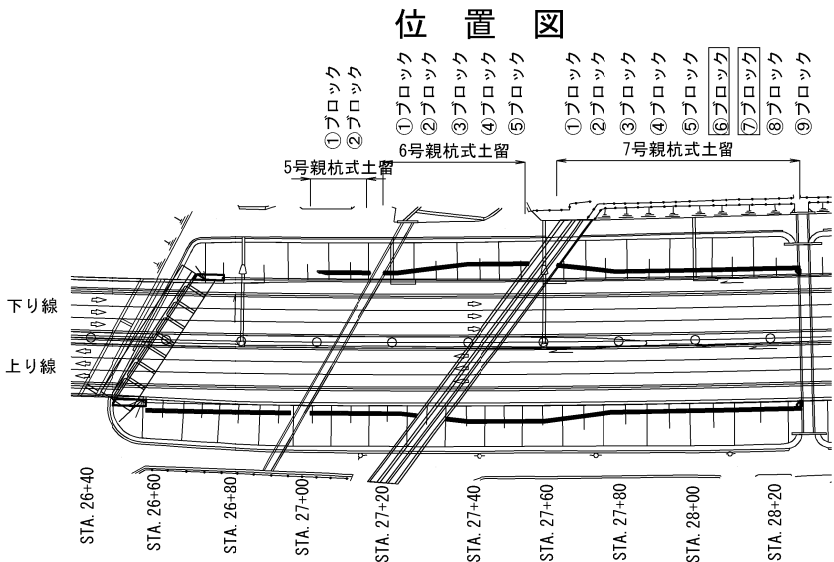 位置図
①ブロック
②ブロック
①ブロック
②ブロック
③ブロック
④ブロック
⑤ブロック
①ブロック
②ブロック
③ブロック
④ブロック
⑤ブロック
⑥ブロック
⑦ブロック
⑧ブロック
⑨ブロック
5号親杭式土留
6号親杭式土留
7号親杭式土留
下り線
上り線
STA. 26+40
STA. 26+60
STA. 26+80
STA. 27+00
STA. 27+20
STA. 27+40
STA. 27+60
STA. 27+80
STA. 28+00
STA. 28+20